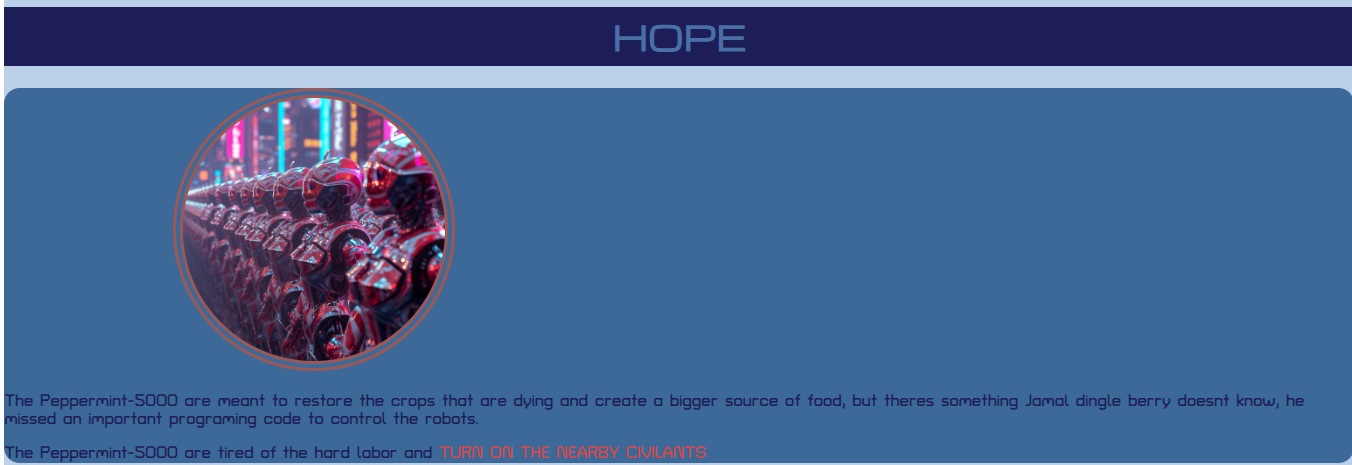 HOPE
The Peppermint-5000 are meant to restore the crops that are dying and create a bigger source of food, but theres something Jamal dingle berry doesnt know, he
missed an important programing code to control the robots.
The Peppermint-5000 are tired of the hard labor and TURN ON THE NEARBY CIVILANTS